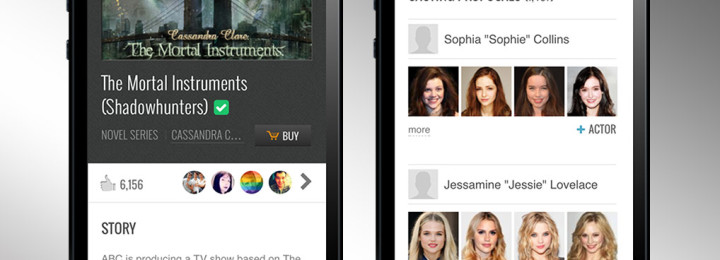 Cassandra Clare
The Mortal Instruments
The Mortal Instruments
(Shadowhunters)
NOVEL SERIES
CASSANDRA C...
BUY
6,156
STORY
ABC is producing a TV show based on The
Sophia "Sophie" Collins
more
+ ACTOR
Jessamine "Jessie" Lovelace